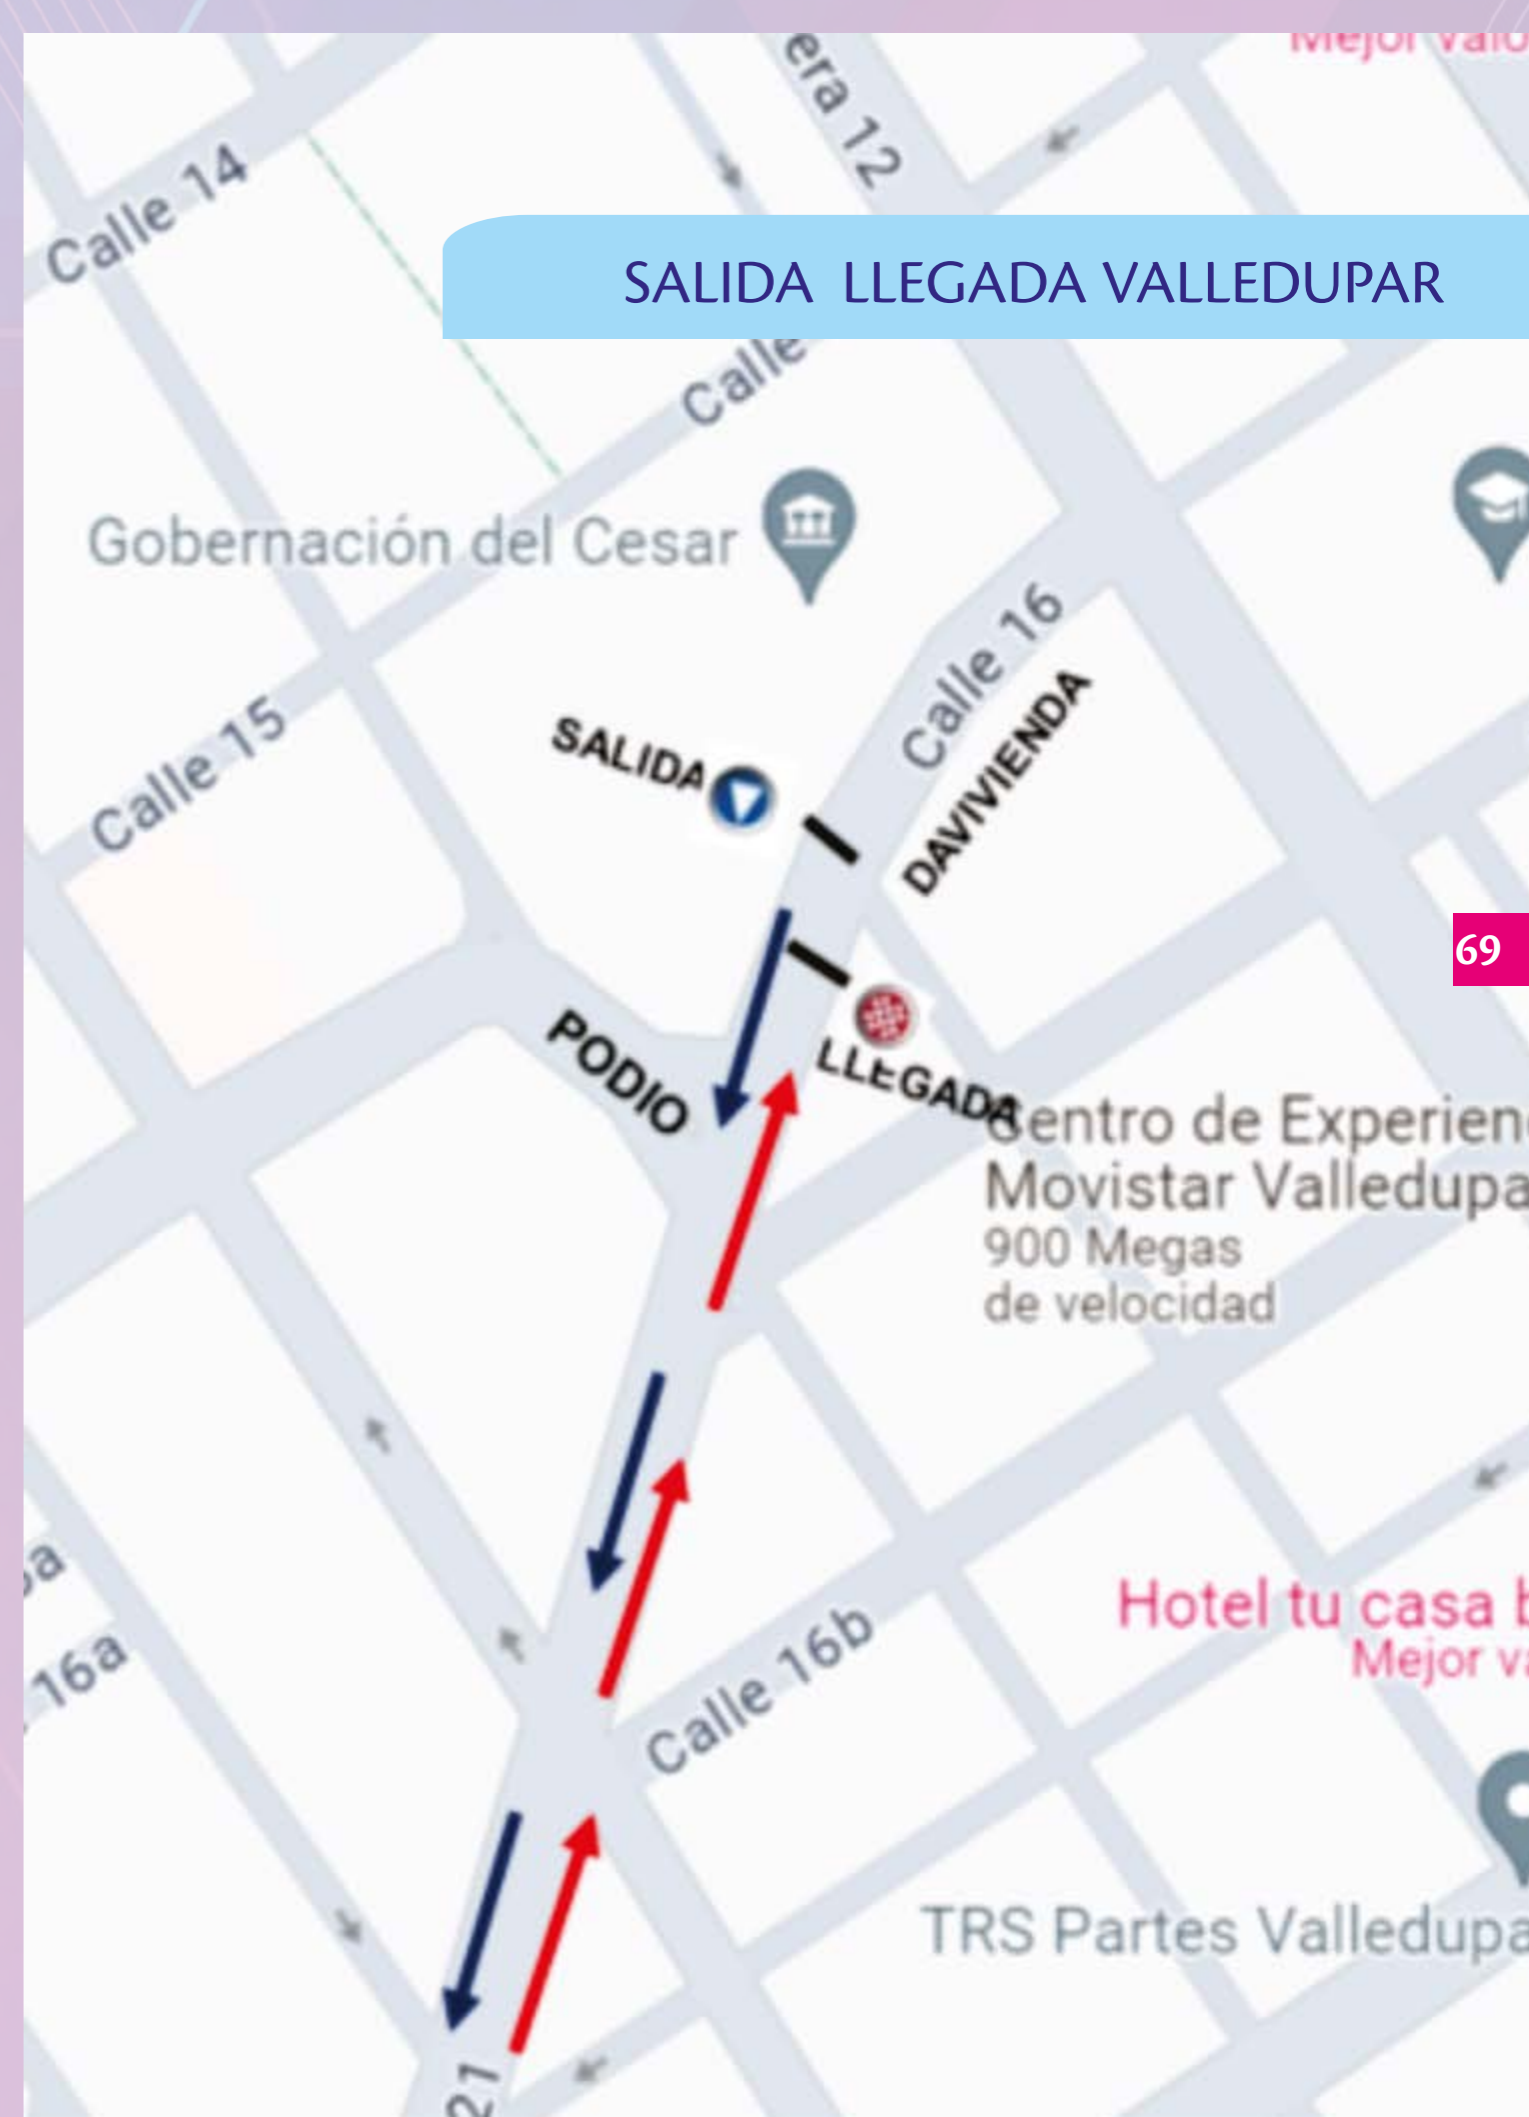 Mejor
era 12
Calle 14
SALIDA LLEGADA VALLEDUPAR
Calle
Gobernación del Cesar
Calle 16
DAVIVIENDA
SALIDA
Calle 15
69
PODIO
LLEGADA
Centro de Experien
Movistar Valledupa
900 Megas
de velocidad
Hotel tu casa b
Mejor va
16a
Calle 16b
TRS Partes Valledupa
21